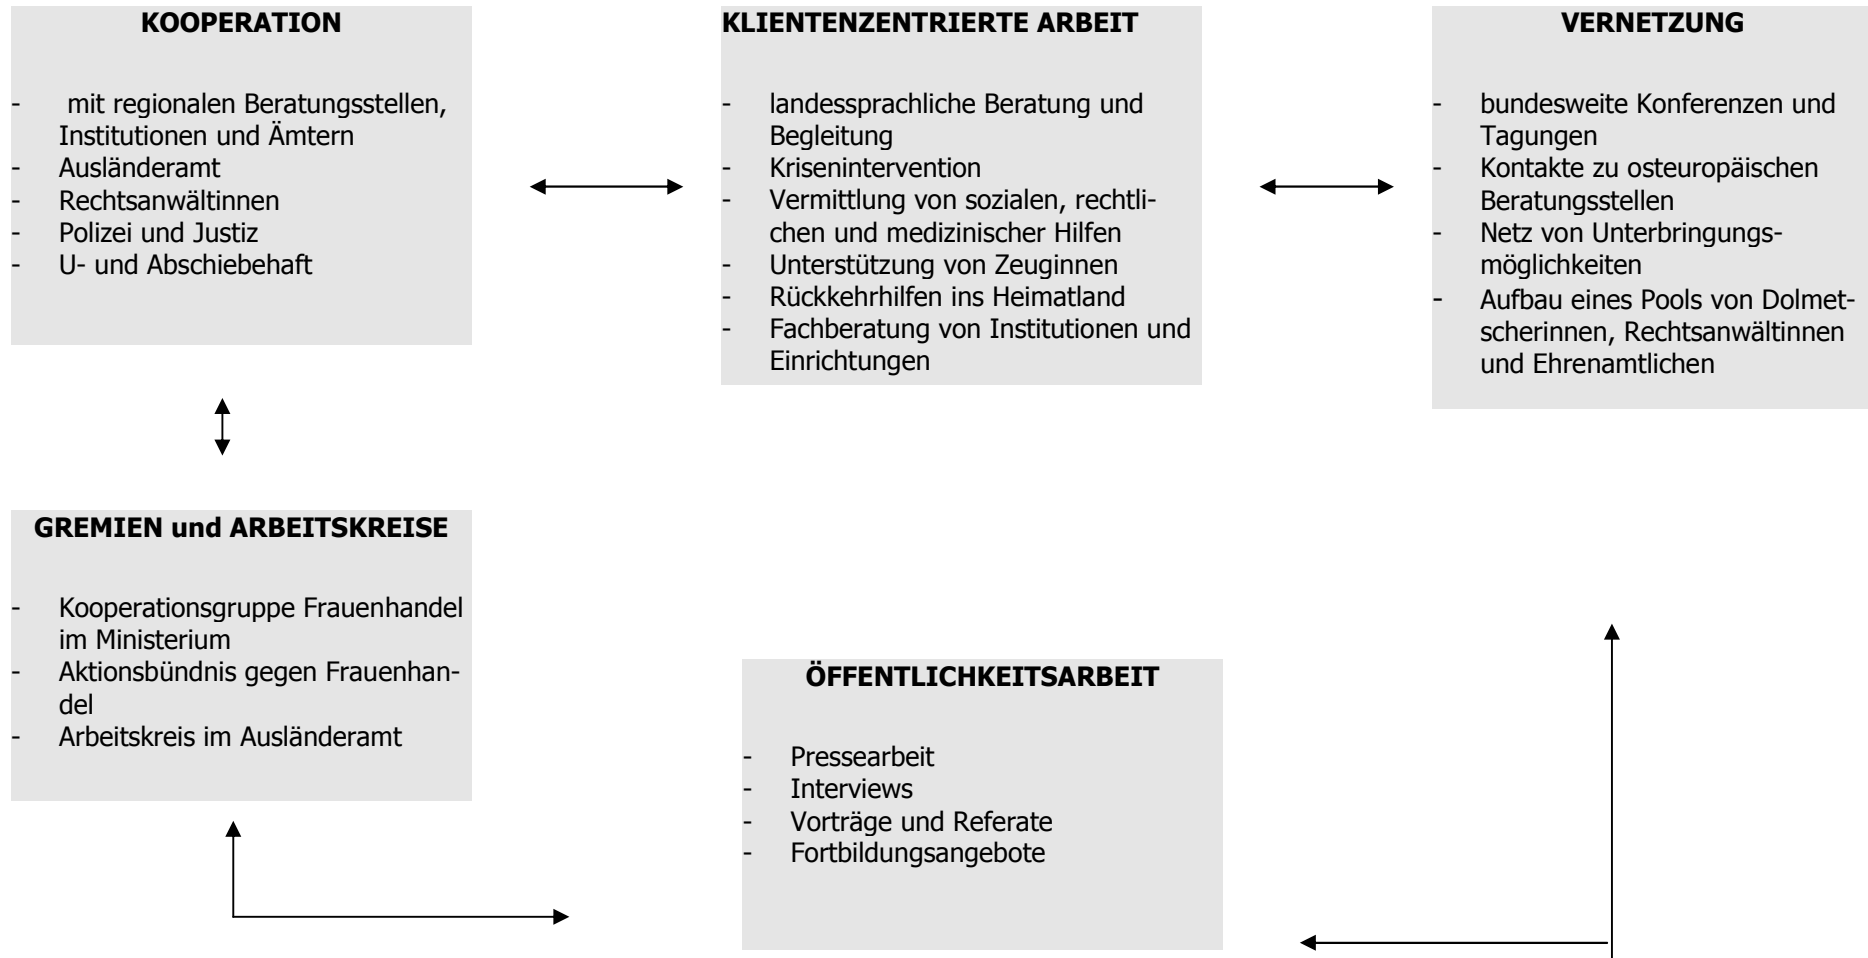 KOOPERATION
- mit regionalen Beratungsstellen,
Institutionen und Ämtern
- Ausländeramt
- Rechtsanwältinnen
- Polizei und Justiz
- U- und Abschiebehaft
KLIENTENZENTRIERTE ARBEIT
- landessprachliche Beratung und
Begleitung
- Krisenintervention
- Vermittlung von sozialen, rechtli-
chen und medizinischer Hilfen
- Unterstützung von Zeuginnen
- Rückkehrhilfen ins Heimatland
- Fachberatung von Institutionen und
Einrichtungen
VERNETZUNG
- bundesweite Konferenzen und
Tagungen
- Kontakte zu osteuropäischen
Beratungsstellen
- Netz von Unterbringungs-
möglichkeiten
- Aufbau eines Pools von Dolmet-
scherinnen, Rechtsanwältinnen
und Ehrenamtlichen
GREMIEN und ARBEITSKREISE
- Kooperationsgruppe Frauenhandel
im Ministerium
- Aktionsbündnis gegen Frauenhan-
del
- Arbeitskreis im Ausländeramt
ÖFFENTLICHKEITSARBEIT
- Pressearbeit
- Interviews
- Vorträge und Referate
- Fortbildungsangebote